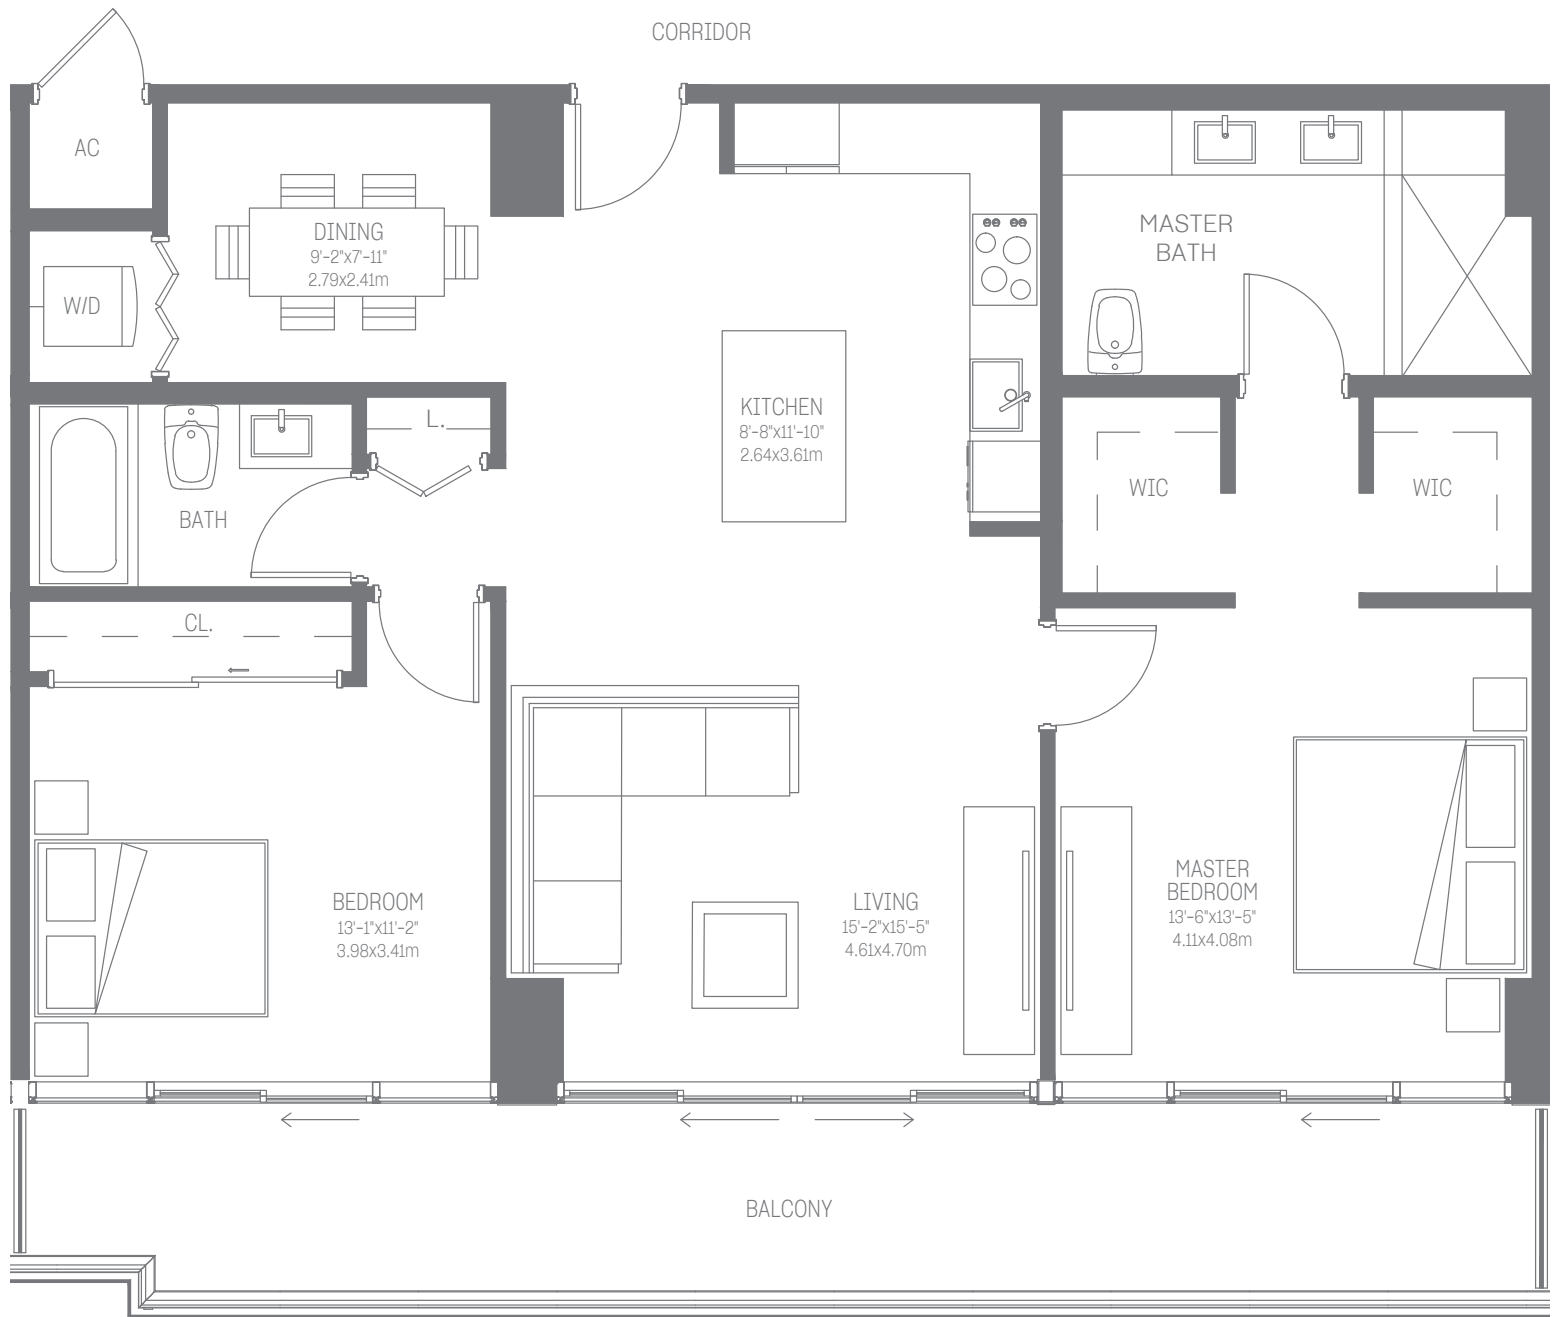 CORRIDOR
AC
DINING
9'-2"x7'-11"
2.79x2.41m
W/D
MASTER
BATH
KITCHEN
8'-8"x11'-10"
2.64x3.61m
L.
BATH
WIC
WIC
CL.
BEDROOM
13'-1"x11'-2"
3.98x3.41m
LIVING
15'-2"x15'-5"
4.61x4.70m
MASTER
BEDROOM
13'-6"x13'-5"
4.11x4.08m
BALCONY